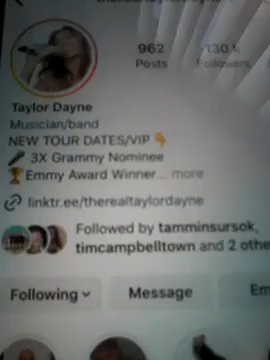 962
Posts
Followers
Taylor Dayne
Musician/band
NEW TOUR DATES/VIP 👇
🎤 3X Grammy Nominee
🏆Emmy Award Winner... more
linktr.ee/therealtaylordayne
Followed by tamminsursok,
timcampbelltown and 2 othe
Following
Message
Em